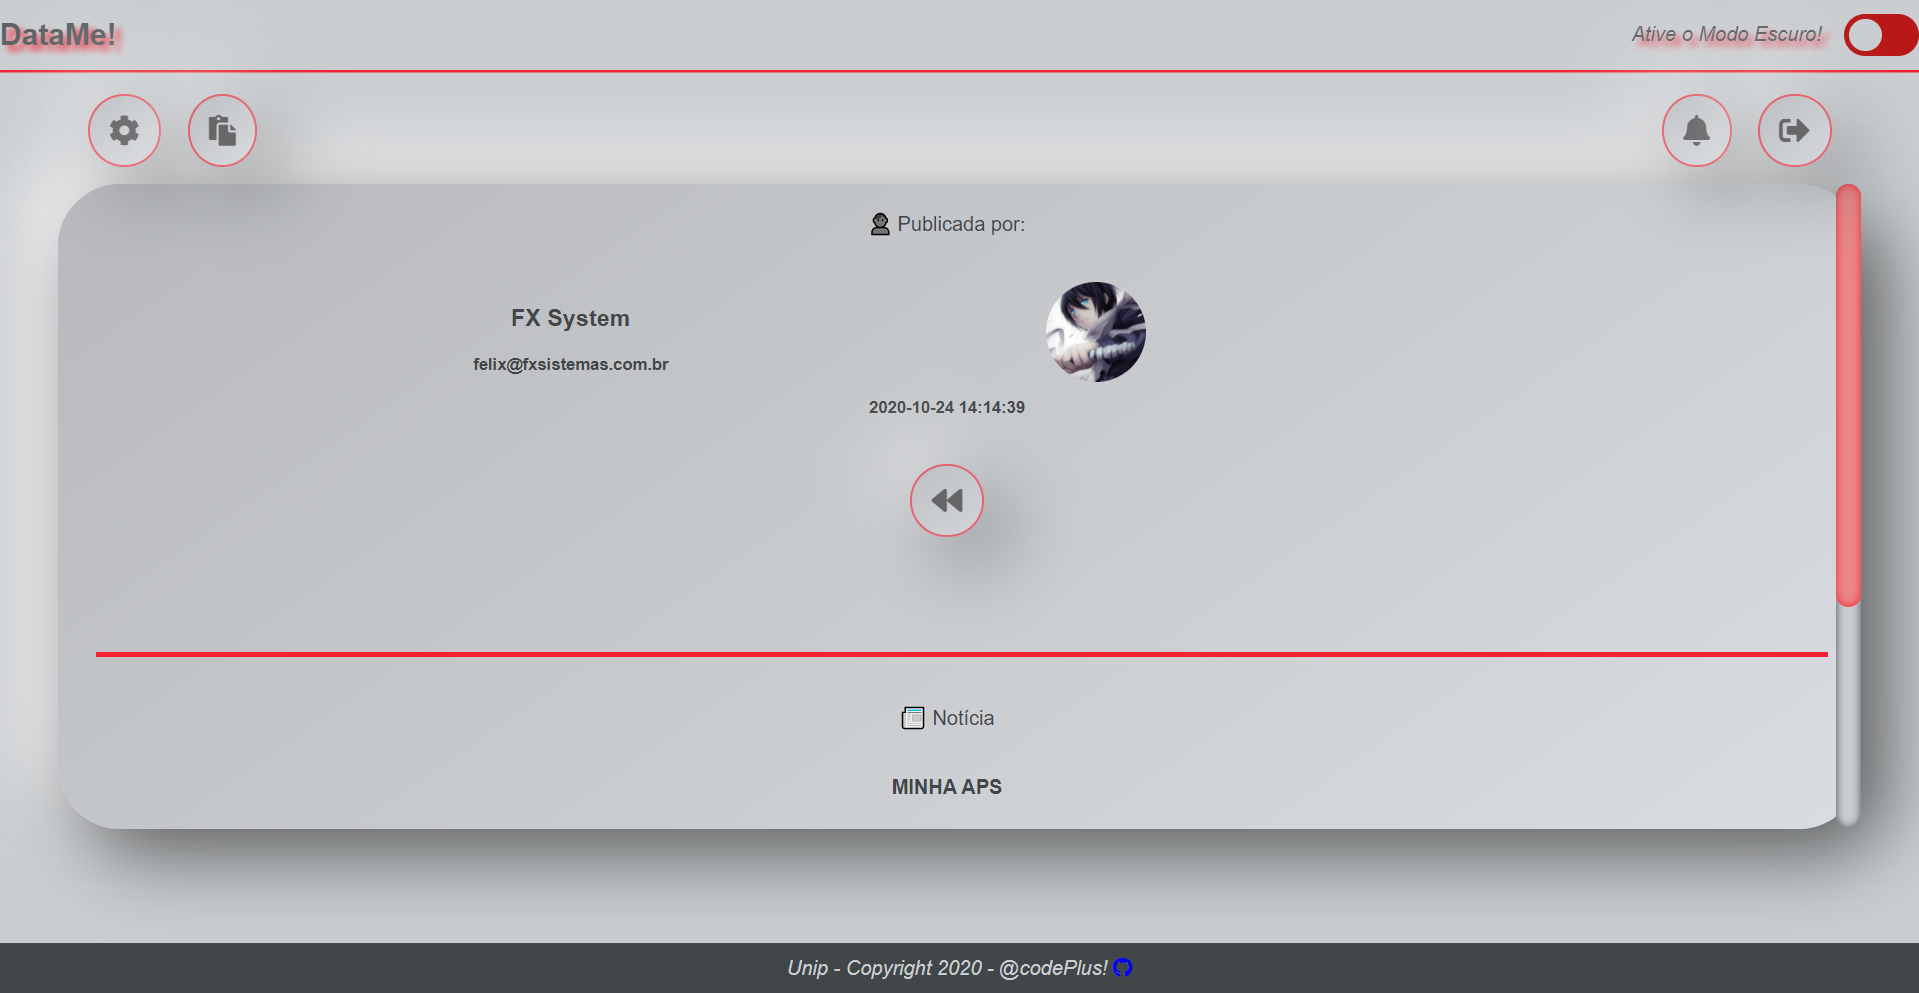 DataMe!
Ative o Modo Escuro!
Publicada por:
FX System
felix@fxsistemas.com.br
2020-10-24 14:14:39
Notícia
MINHA APS
Unip - Copyright 2020 - @codePlus!